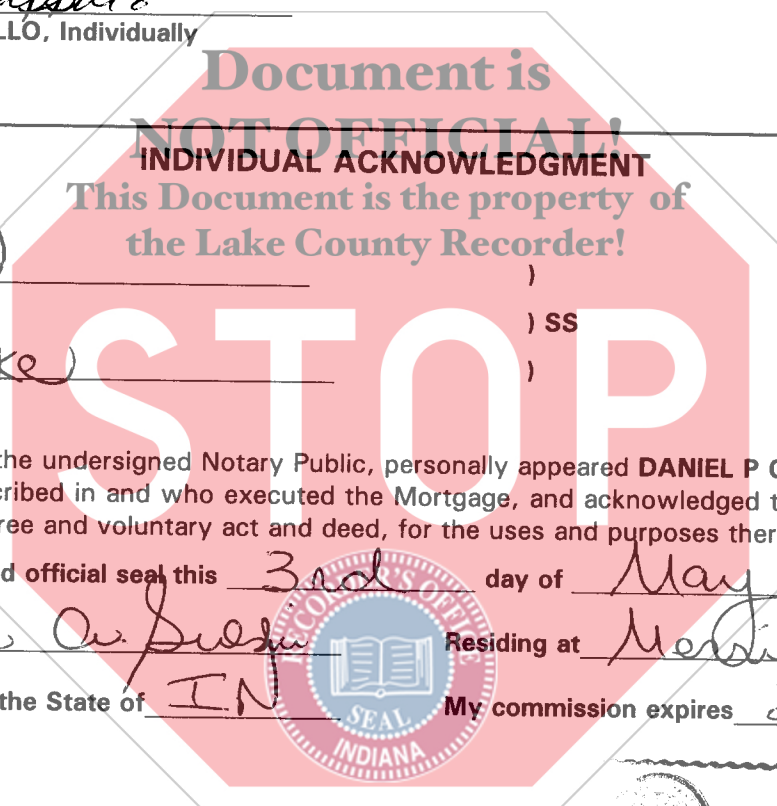 LLO, Individually
Document is
NOT OFFICIAL!
INDIVIDUAL ACKNOWLEDGMENT
This Document is the property of
the Lake County Recorder!
)
) SS
ke )
STOP
the undersigned Notary Public, personally appeared DANIEL P C
cribed in and who executed the Mortgage, and acknowledged t
ree and voluntary act and deed, for the uses and purposes ther
d official seal this 3rd day of May
Residing at
the State of IN My commission expires
RECORDER'S OFFICE
SEAL
INDIANA